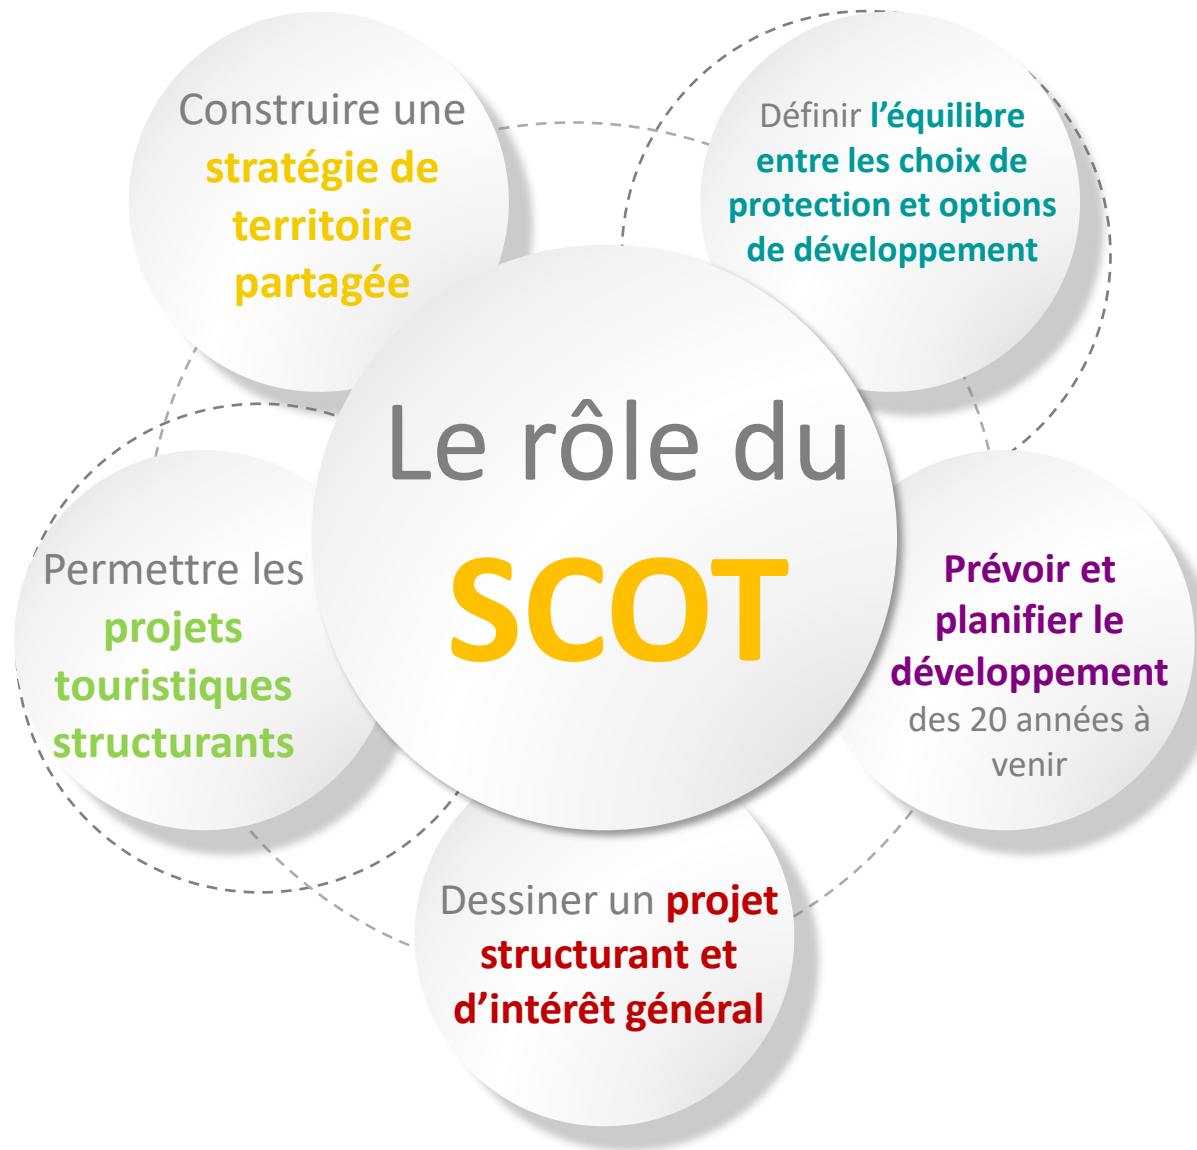 Construire une
stratégie de
territoire
partagée
Définir l’équilibre
entre les choix de
protection et options
de développement
Le rôle du
SCOT
Permettre les
projets
touristiques
structurants
Prévoir et
planifier le
développement
des 20 années à
venir
Dessiner un projet
structurant et
d’intérêt général